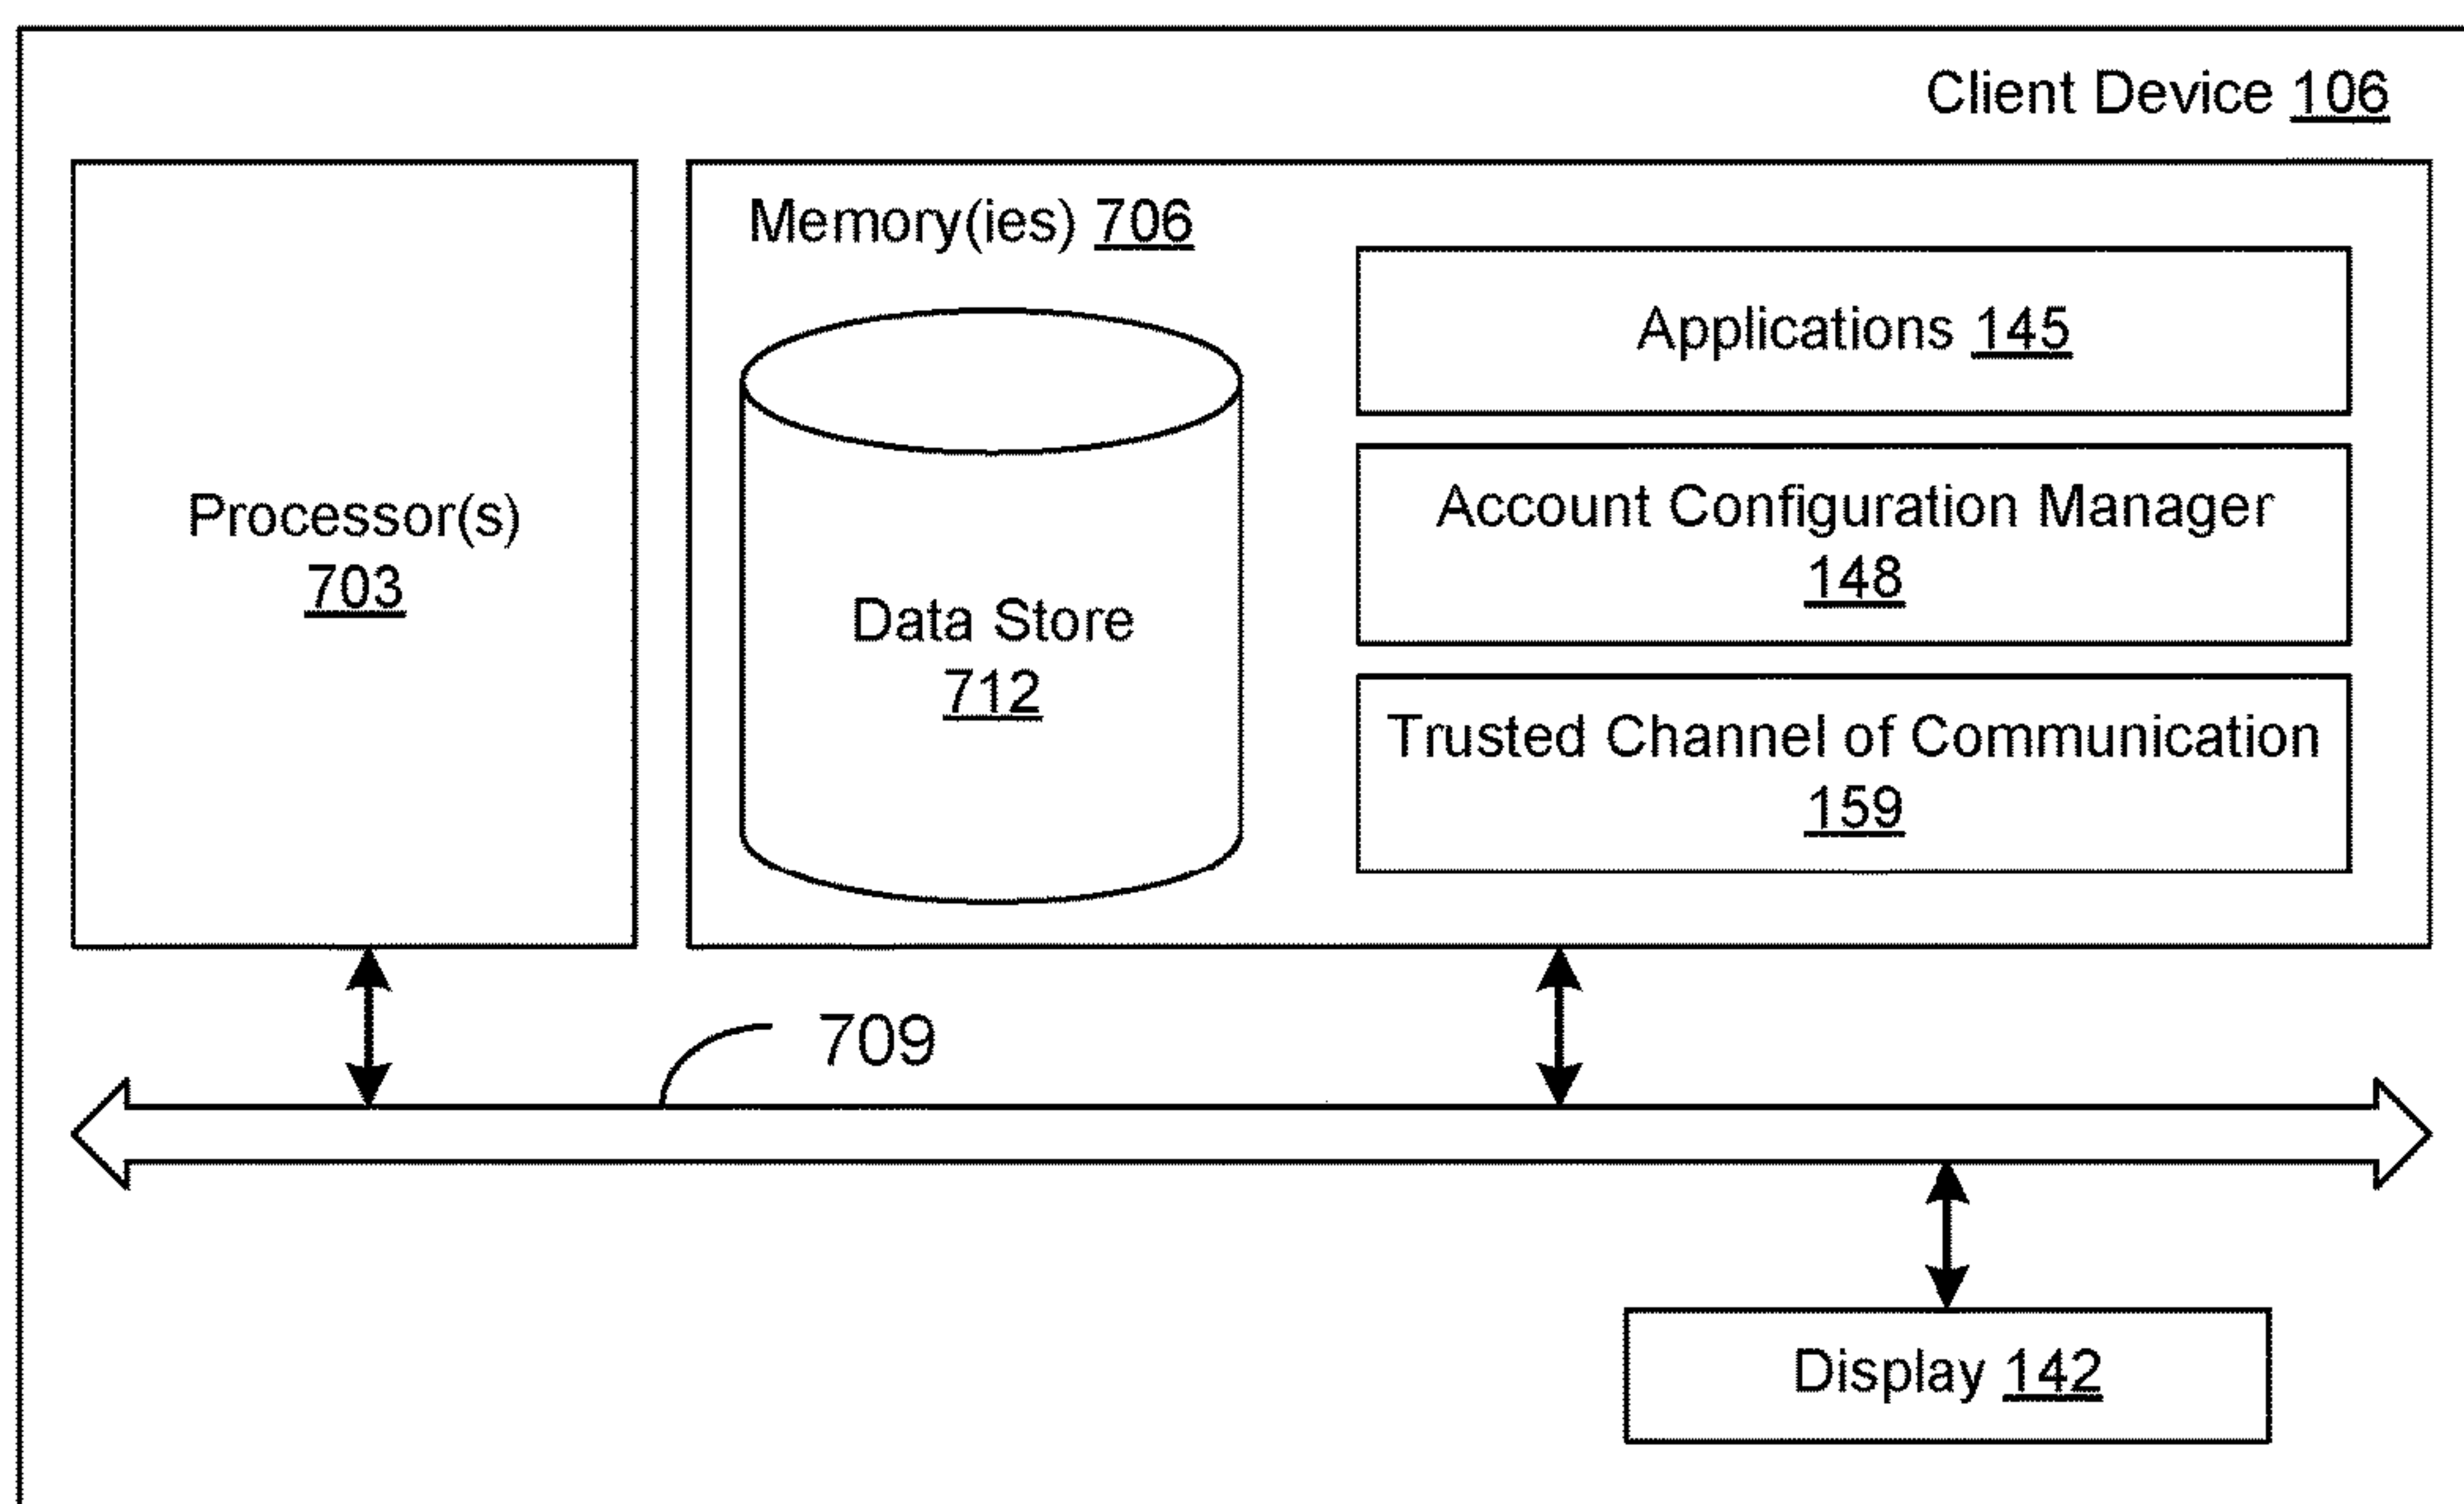 Client Device 106
Processor(s)
703
Memory(ies) 706
Data Store
712
Applications 145
Account Configuration Manager
148
Trusted Channel of Communication
159
709
Display 142